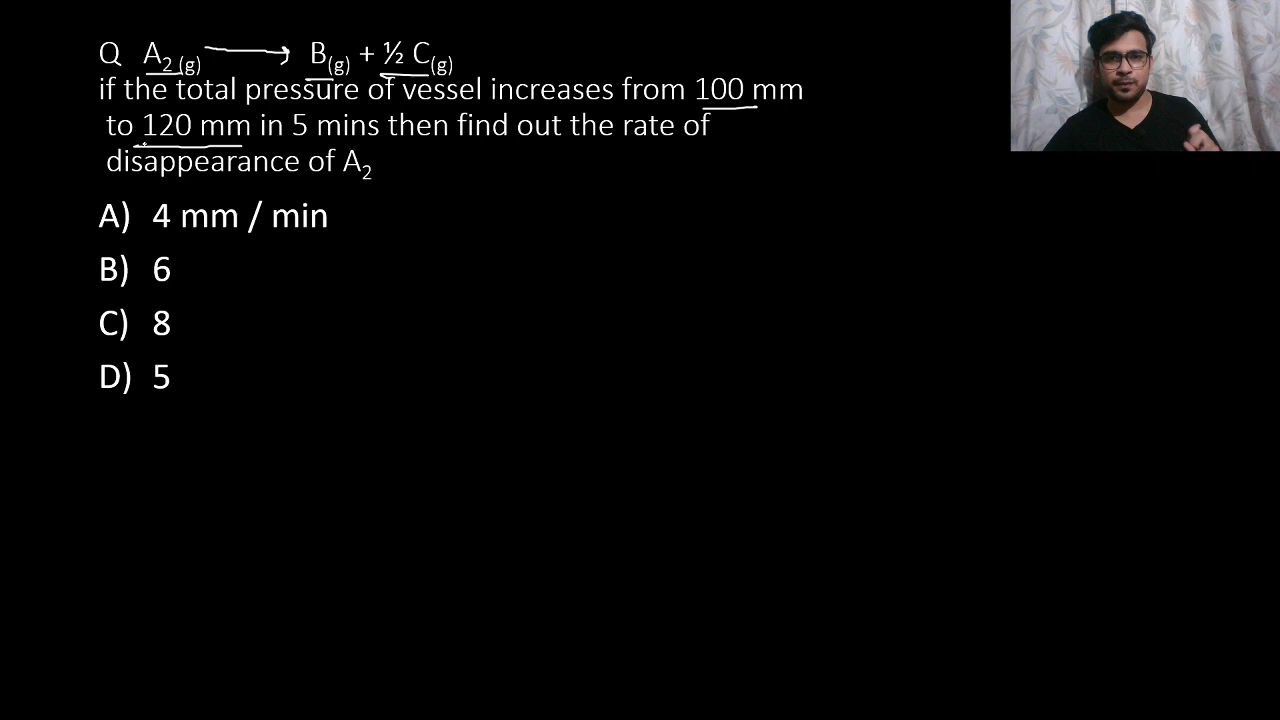 Q A₂ (g) ⟶ B(g) + ½ C(g)
if the total pressure of vessel increases from 100 mm
to 120 mm in 5 mins then find out the rate of
disappearance of A₂
A) 4 mm / min
B) 6
C) 8
D) 5